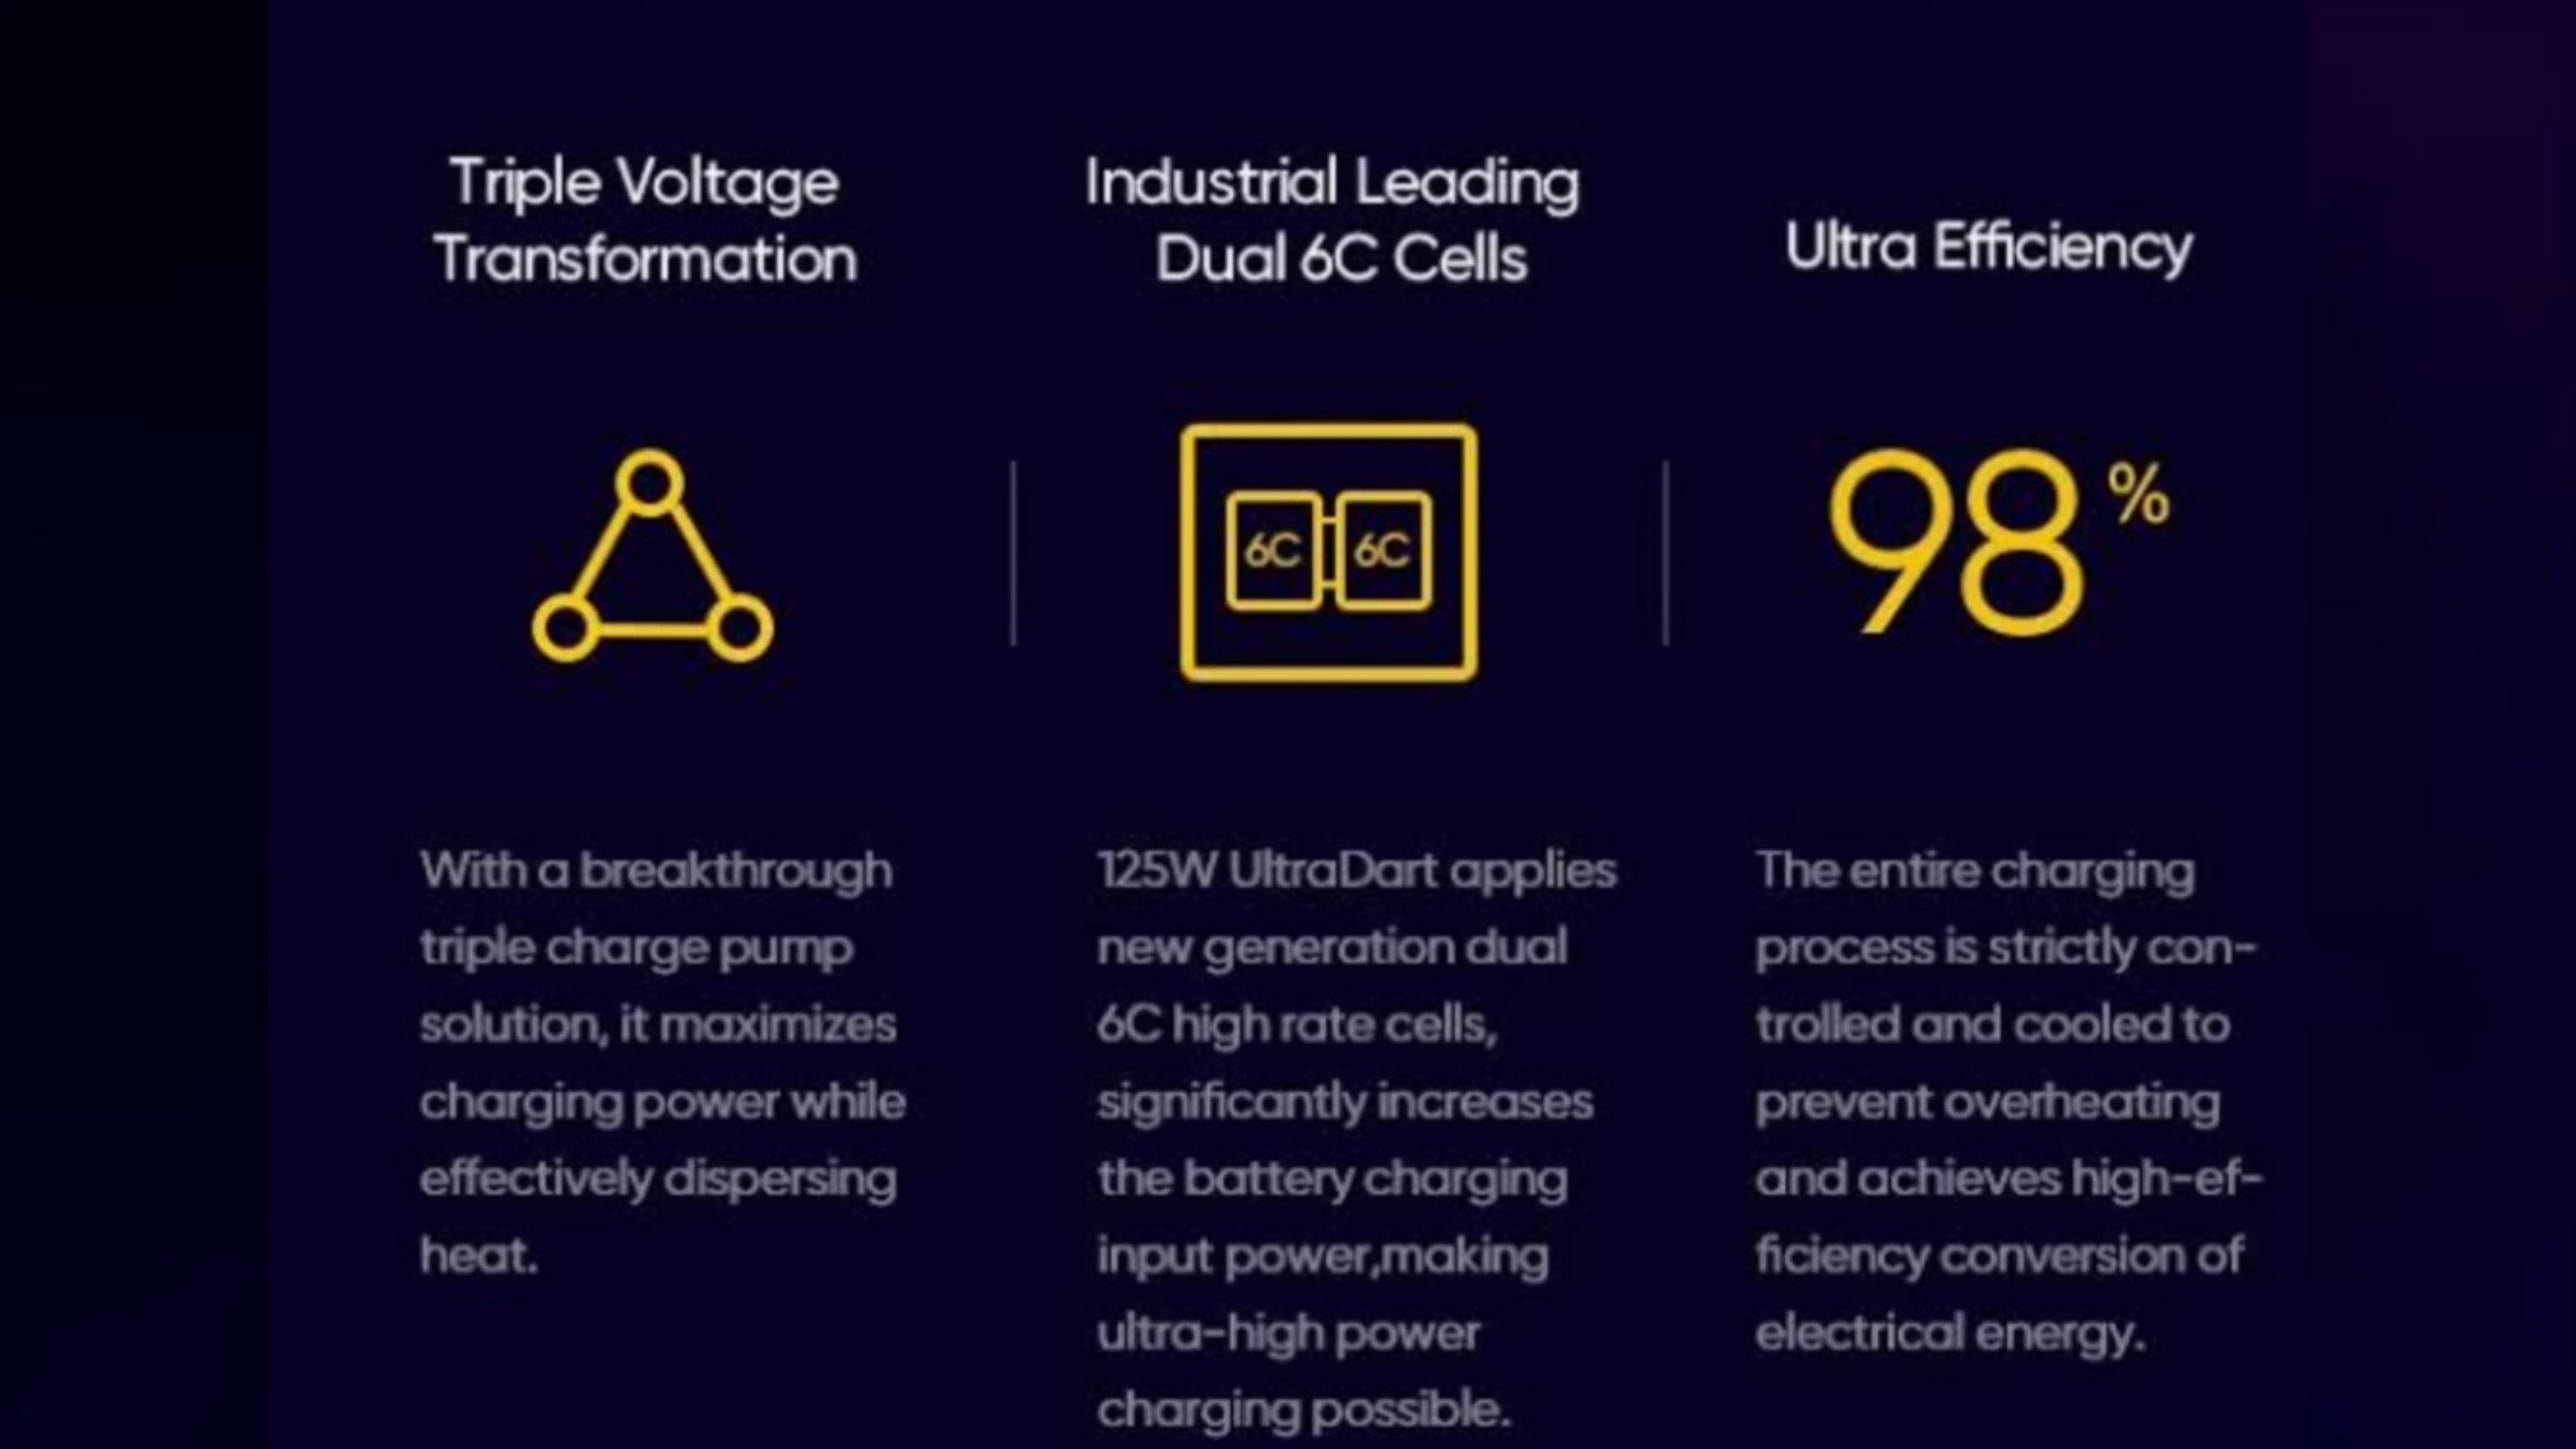 Triple Voltage
Transformation
With a breakthrough
triple charge pump
solution, it maximizes
charging power while
effectively dispersing
heat.
Industrial Leading
Dual 6C Cells
6C 6C
125W UltraDart applies
new generation dual
6C high rate cells,
significantly increases
the battery charging
input power,making
ultra-high power
charging possible.
Ultra Efficiency
98%
The entire charging
process is strictly con-
trolled and cooled to
prevent overheating
and achieves high-ef-
ficiency conversion of
electrical energy.